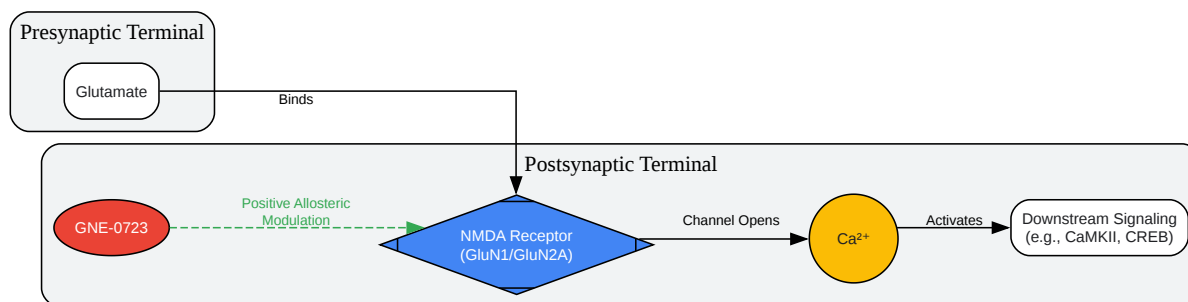 Presynaptic Terminal
Glutamate
Binds
Postsynaptic Terminal
Positive Allosteric
Modulation
GNE-0723
NMDA Receptor
(GluN1/GluN2A)
Channel Opens
Ca²⁺
Activates
Downstream Signaling
(e.g., CaMKII, CREB)